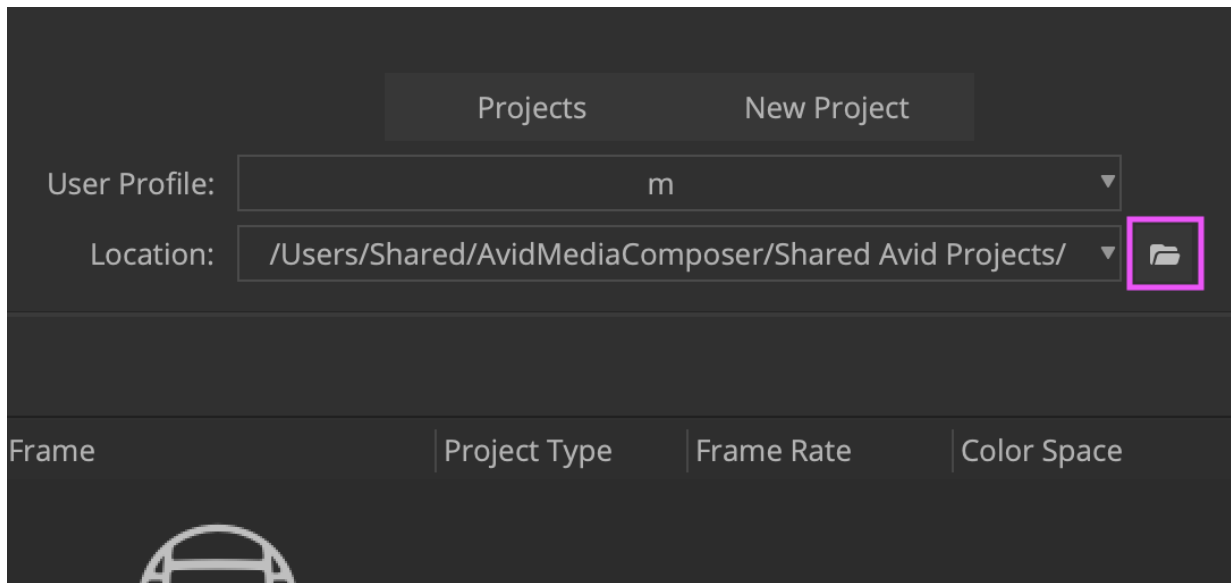 Projects New Project
User Profile: m
Location: /Users/Shared/AvidMediaComposer/Shared Avid Projects/
Frame Project Type Frame Rate Color Space